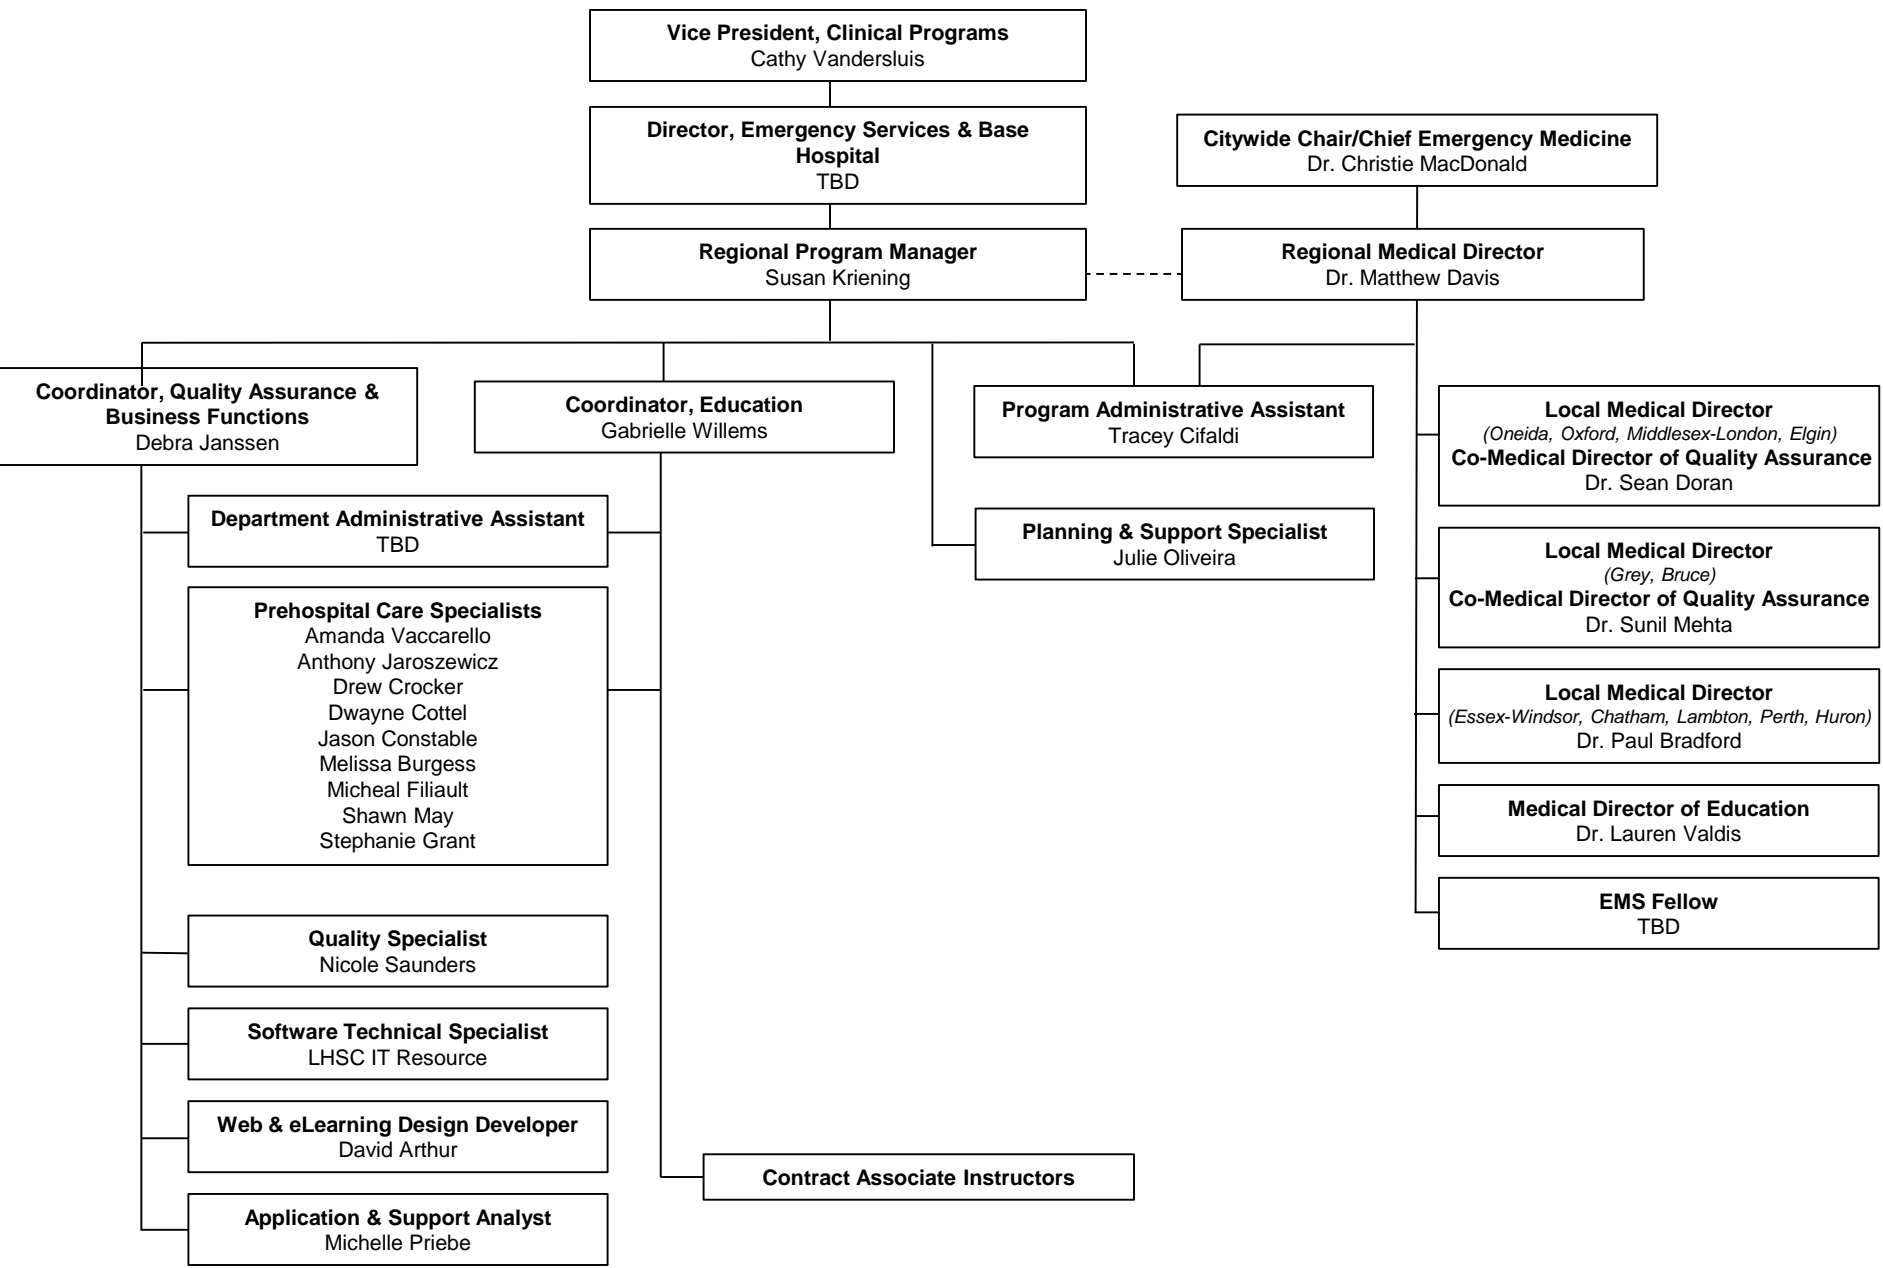 Vice President, Clinical Programs
Cathy Vandersluis
Director, Emergency Services & Base
Hospital
TBD
Citywide Chair/Chief Emergency Medicine
Dr. Christie MacDonald
Regional Program Manager
Susan Kriening
Regional Medical Director
Dr. Matthew Davis
Coordinator, Quality Assurance &
Business Functions
Debra Janssen
Coordinator, Education
Gabrielle Willems
Program Administrative Assistant
Tracey Cifaldi
Local Medical Director
(Oneida, Oxford, Middlesex-London, Elgin)
Co-Medical Director of Quality Assurance
Dr. Sean Doran
Department Administrative Assistant
TBD
Planning & Support Specialist
Julie Oliveira
Local Medical Director
(Grey, Bruce)
Co-Medical Director of Quality Assurance
Dr. Sunil Mehta
Prehospital Care Specialists
Amanda Vaccarello
Anthony Jaroszewicz
Drew Crocker
Dwayne Cottel
Jason Constable
Melissa Burgess
Micheal Filiault
Shawn May
Stephanie Grant
Local Medical Director
(Essex-Windsor, Chatham, Lambton, Perth, Huron)
Dr. Paul Bradford
Medical Director of Education
Dr. Lauren Valdis
EMS Fellow
TBD
Quality Specialist
Nicole Saunders
Software Technical Specialist
LHSC IT Resource
Web & eLearning Design Developer
David Arthur
Contract Associate Instructors
Application & Support Analyst
Michelle Priebe